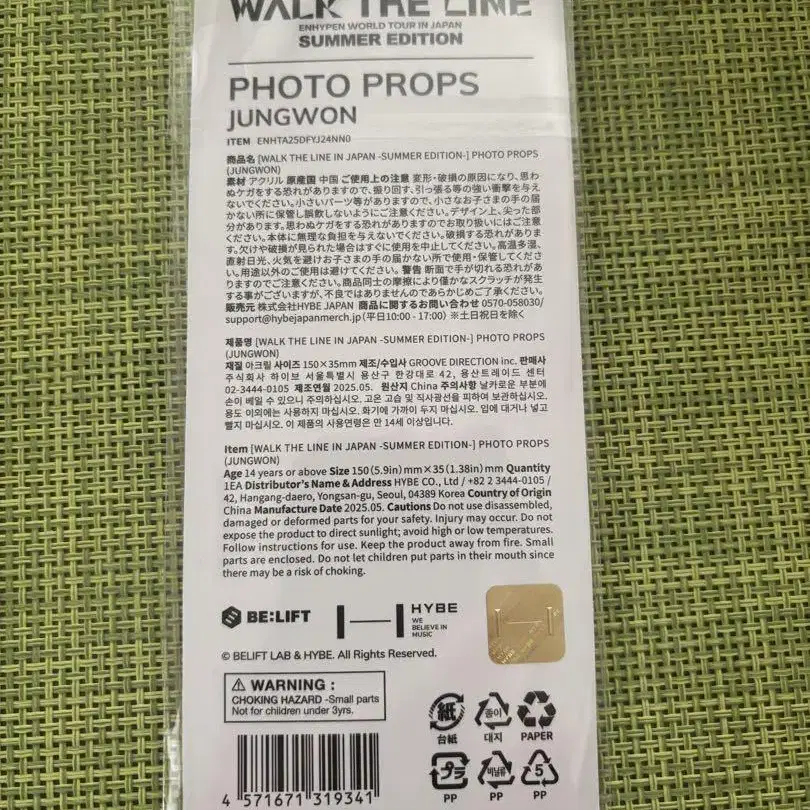 WALK THE LINE
ENHYPEN WORLD TOUR IN JAPAN
SUMMER EDITION
PHOTO PROPS
JUNGWON
ITEM ENHTA25DFYJ24NN0
商品名 [WALK THE LINE IN JAPAN -SUMMER EDITION-] PHOTO PROPS
(JUNGWON)
素材 アクリル 原産国 中国 ご使用上の注意 変形・破損の原因になり、思わ
ぬケガをする恐れがありますので、振り回す、引っ張る等の強い衝撃を与え
ないでください。小さいパーツ等がありますので、小さなお子さまの手の届
かない所に保管し誤飲しないようにご注意ください。デザイン上、尖った部
分があります。思わぬケガをする恐れがありますのでお取り扱いにはご注意
ください。本体に無理な負担を与えないでください。破損する恐れがありま
す。欠けや破損が見られた場合はすぐに使用を中止してください。高温多湿、
直射日光、火気を避けお子さまの手の届かない所で使用・保管してくださ
い。用途以外のご使用は避けてください。警告 断面で手が切れる恐れがあ
りますのでご注意ください。商品同士の摩擦により僅かなスクラッチが発生
する事がございますが、不良ではありませんのであらかじめご了承ください。
販売元 株式会社HYBE JAPAN 商品に関するお問い合わせ 0570-058030/
support@hybejapanmerch.jp(平日10:00 - 17:00) ※土日祝日を除く
제품명 [WALK THE LINE IN JAPAN -SUMMER EDITION-] PHOTO PROPS
(JUNGWON)
재질 아크릴 사이즈 150×35mm 제조/수입사 GROOVE DIRECTION inc. 판매사
주식회사 하이브 서울특별시 용산구 한강대로 42, 용산트레이드 센터
02-3444-0105 제조연월 2025.05. 원산지 China 주의사항 날카로운 부분에
손이 베일 수 있으니 주의하십시오. 고온 고습 및 직사광선을 피하여 보관하십시오.
용도 이외에는 사용하지 마십시오. 화기에 가까이 두지 마십시오. 입에 대거나 넣고
빨지 마십시오. 이 제품의 사용연령은 만 14세 이상입니다.
Item [WALK THE LINE IN JAPAN -SUMMER EDITION-] PHOTO PROPS
(JUNGWON)
Age 14 years or above Size 150 (5.9in) mm×35 (1.38in) mm Quantity
1EA Distributor's Name & Address HYBE CO., Ltd / +82 2 3444-0105 /
42, Hangang-daero, Yongsan-gu, Seoul, 04389 Korea Country of Origin
China Manufacture Date 2025.05. Cautions Do not use disassembled,
damaged or deformed parts for your safety. Injury may occur. Do not
expose the product to direct sunlight; avoid high or low temperatures.
Follow instructions for use. Keep the product away from fire. Small
parts are enclosed. Do not let children put parts in their mouth since
there may be a risk of choking.
BE:LIFT
HYBE
WE
BELIEVE IN
MUSIC
© BELIFT LAB & HYBE. All Rights Reserved.
WARNING :
CHOKING HAZARD -Small parts
Not for children under 3yrs.
紙
台紙
종이
대지
PAPER
プラ
PP
비닐류
PP
5
PP
4 571671 319341